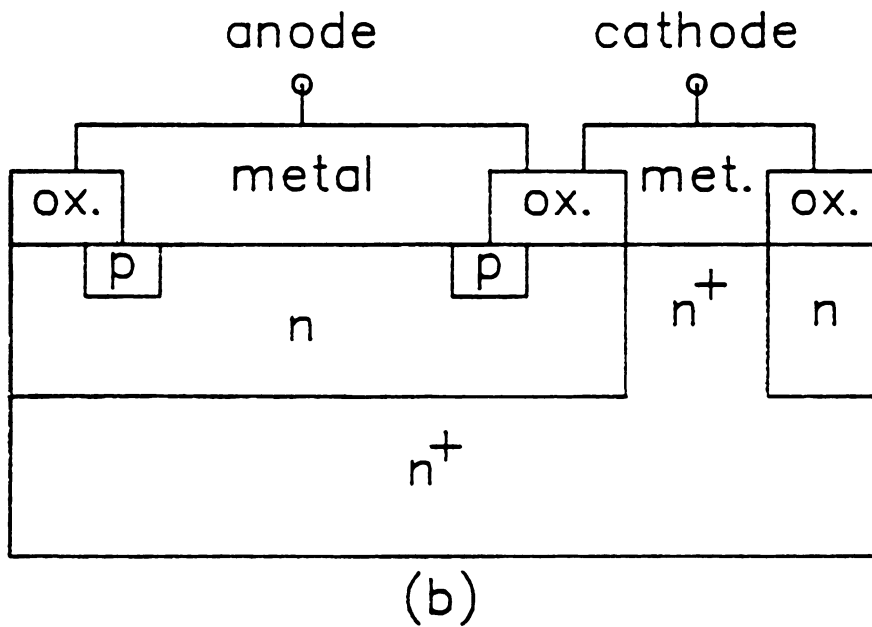 anode cathode
metal met.
ox. ox. ox.
p p
n n⁺ n
n⁺
(b)